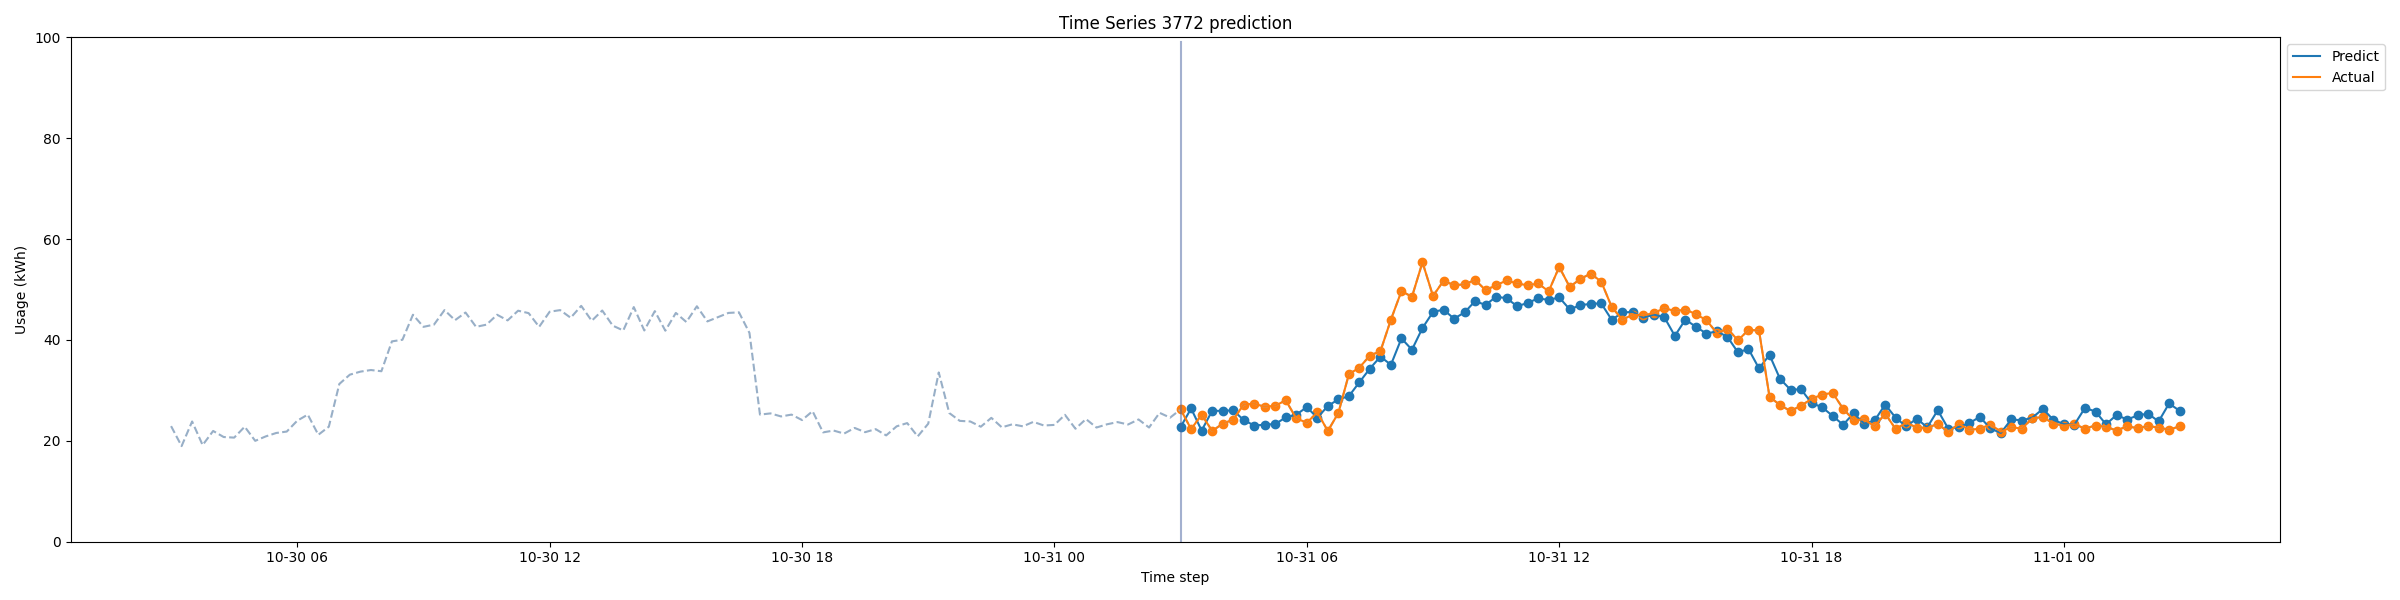 Time Series 3772 prediction
Predict
Actual
100
80
60
40
20
0
Usage (kWh)
10-30 06
10-30 12
10-30 18
10-31 00
10-31 06
10-31 12
10-31 18
11-01 00
Time step